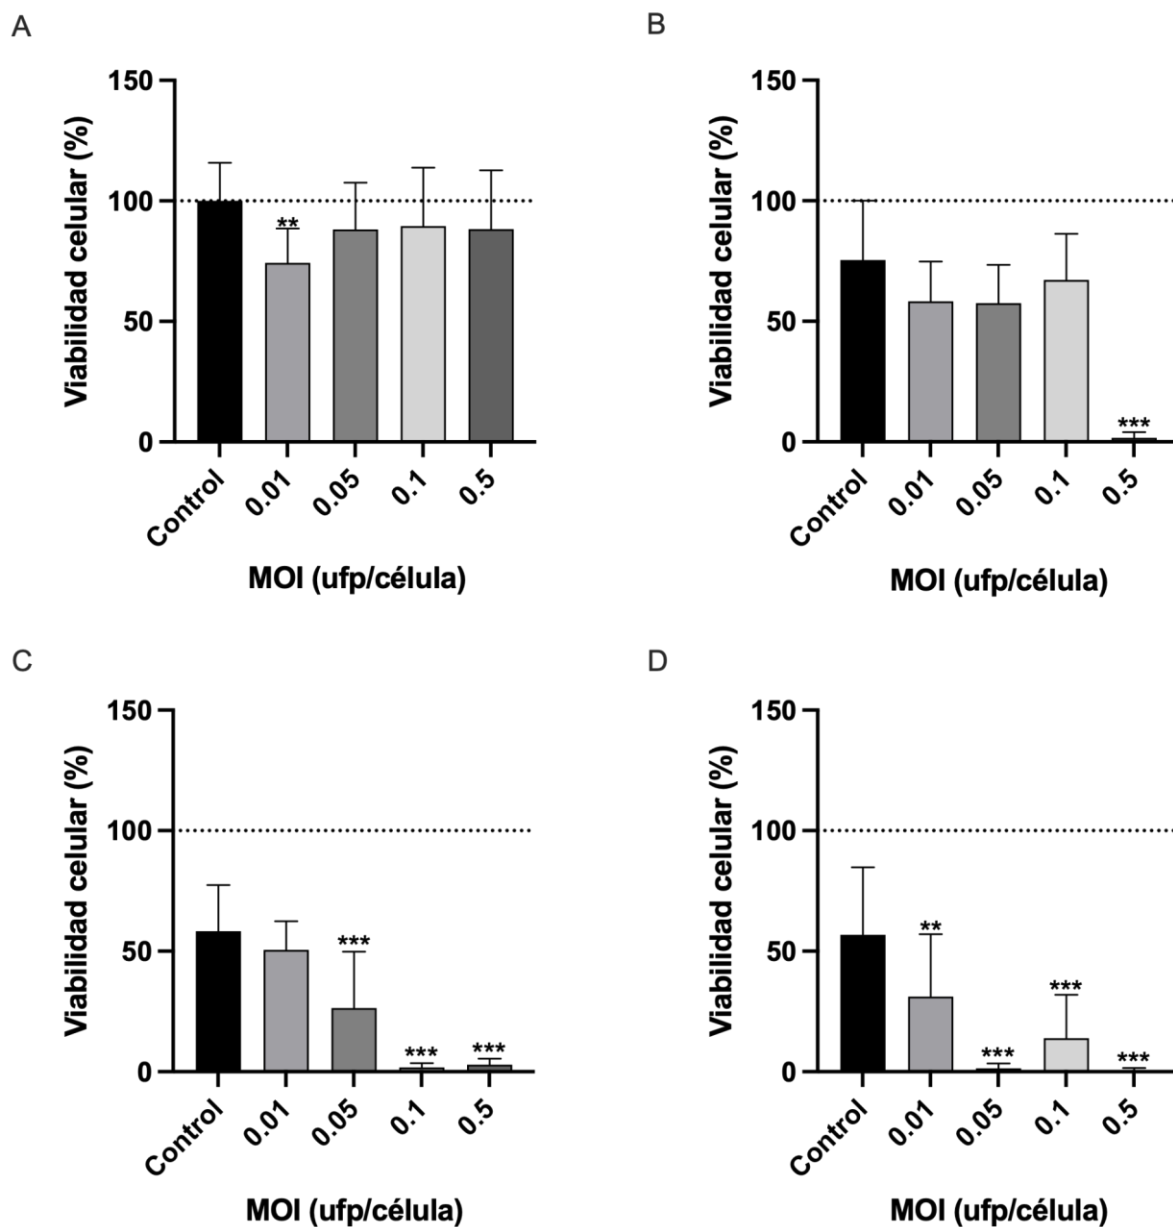 A
150
100
50
0
Viabilidad celular (%)
**
Control
0.01
0.05
0.1
0.5
MOI (ufp/célula)
B
150
100
50
0
Viabilidad celular (%)
***
Control
0.01
0.05
0.1
0.5
MOI (ufp/célula)
C
150
100
50
0
Viabilidad celular (%)
***
***
***
Control
0.01
0.05
0.1
0.5
MOI (ufp/célula)
D
150
100
50
0
Viabilidad celular (%)
**
***
***
***
Control
0.01
0.05
0.1
0.5
MOI (ufp/célula)